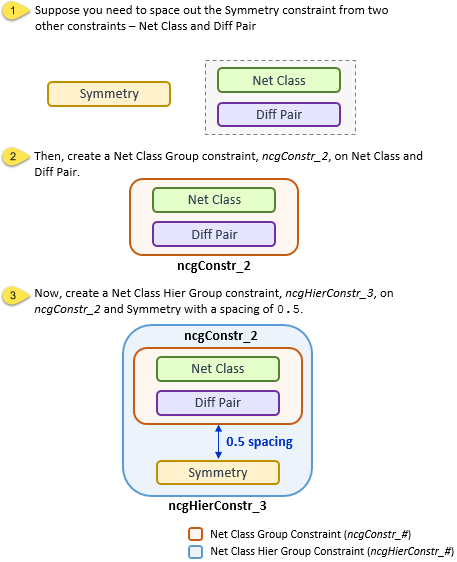 1 Suppose you need to space out the Symmetry constraint from two
other constraints – Net Class and Diff Pair
Symmetry
Net Class
Diff Pair
2 Then, create a Net Class Group constraint, ncgConstr_2, on Net Class and
Diff Pair.
Net Class
Diff Pair
ncgConstr_2
3 Now, create a Net Class Hier Group constraint, ncgHierConstr_3, on
ncgConstr_2 and Symmetry with a spacing of 0.5.
ncgConstr_2
Net Class
Diff Pair
0.5 spacing
Symmetry
ncgHierConstr_3
Net Class Group Constraint (ncgConstr_#)
Net Class Hier Group Constraint (ncgHierConstr_#)